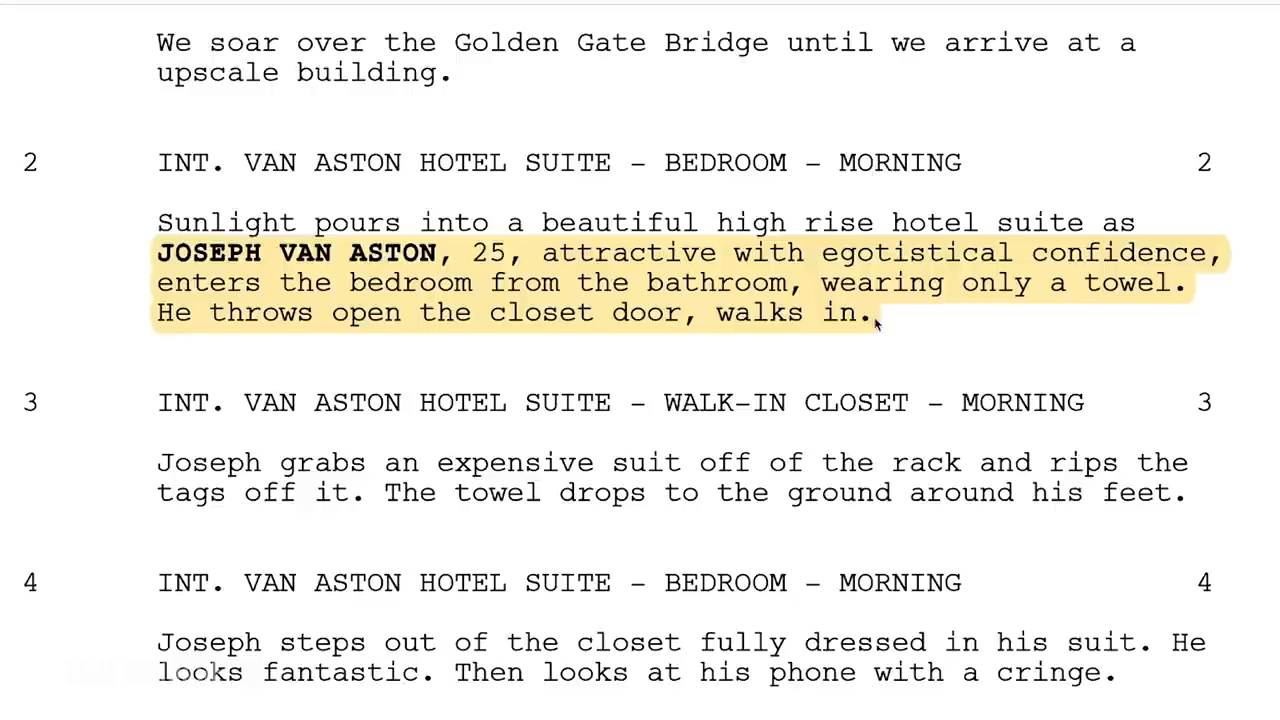 We soar over the Golden Gate Bridge until we arrive at a
upscale building.
2 INT. VAN ASTON HOTEL SUITE – BEDROOM – MORNING 2
Sunlight pours into a beautiful high rise hotel suite as
JOSEPH VAN ASTON, 25, attractive with egotistical confidence,
enters the bedroom from the bathroom, wearing only a towel.
He throws open the closet door, walks in.
3 INT. VAN ASTON HOTEL SUITE – WALK–IN CLOSET – MORNING 3
Joseph grabs an expensive suit off of the rack and rips the
tags off it. The towel drops to the ground around his feet.
4 INT. VAN ASTON HOTEL SUITE – BEDROOM – MORNING 4
Joseph steps out of the closet fully dressed in his suit. He
looks fantastic. Then looks at his phone with a cringe.